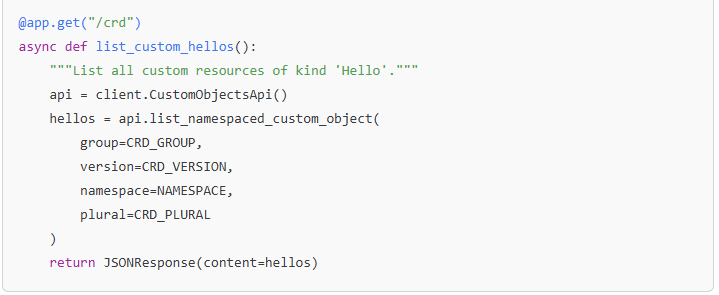 @app.get("/crd")
async def list_custom_hellos():
    """List all custom resources of kind 'Hello'."""
    api = client.CustomObjectsApi()
    hellos = api.list_namespaced_custom_object(
        group=CRD_GROUP,
        version=CRD_VERSION,
        namespace=NAMESPACE,
        plural=CRD_PLURAL
    )
    return JSONResponse(content=hellos)